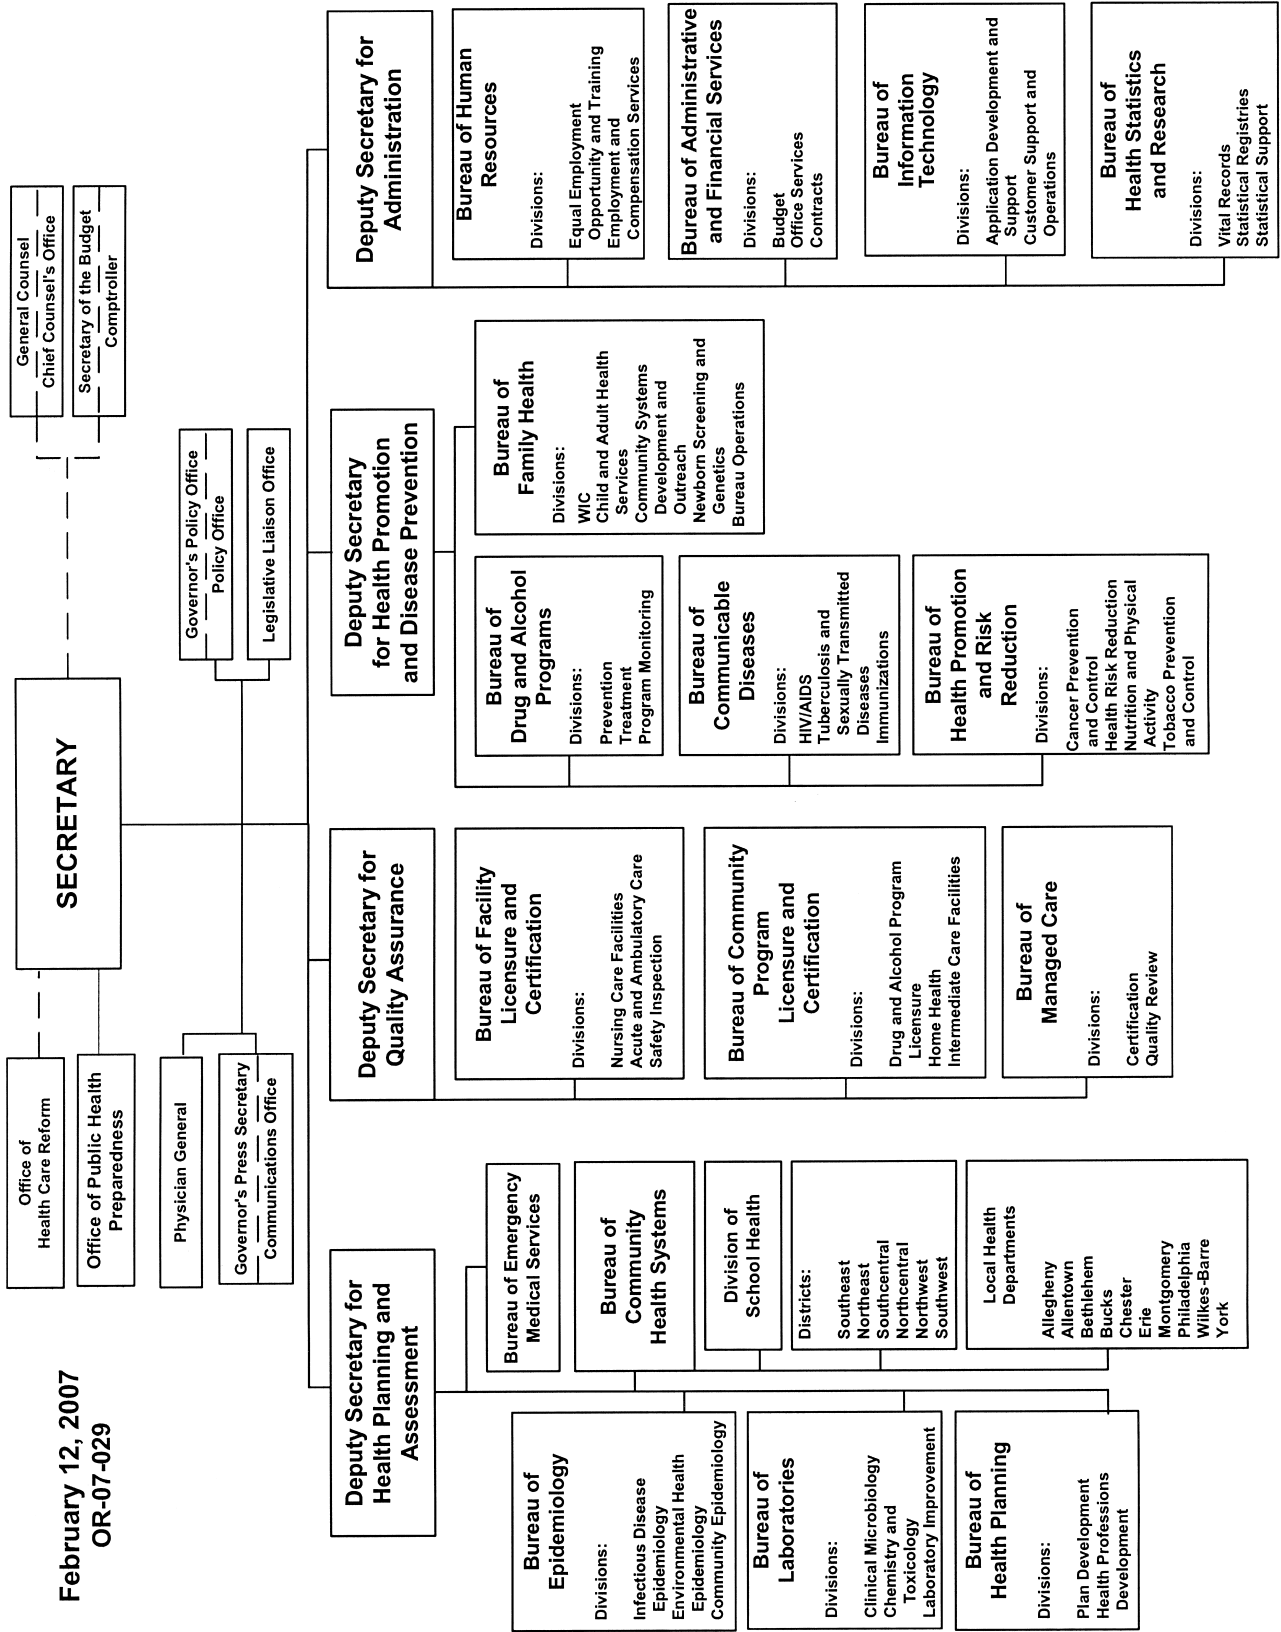 February 12, 2007
OR-07-029
Office of
Health Care Reform
Office of Public Health
Preparedness
SECRETARY
General Counsel
Chief Counsel's Office
Secretary of the Budget
Comptroller
Physician General
Governor's Press Secretary
Communications Office
Governor's Policy Office
Policy Office
Legislative Liaison Office
Deputy Secretary for
Health Planning and
Assessment
Bureau of Emergency
Medical Services
Bureau of
Epidemiology
Divisions:
Infectious Disease
Epidemiology
Environmental Health
Epidemiology
Community Epidemiology
Bureau of
Community
Health Systems
Division of
School Health
Bureau of
Laboratories
Divisions:
Clinical Microbiology
Chemistry and
Toxicology
Laboratory Improvement
Districts:
Southeast
Northeast
Southcentral
Northcentral
Northwest
Southwest
Bureau of
Health Planning
Divisions:
Plan Development
Health Professions
Development
Local Health
Departments
Allegheny
Allentown
Bethlehem
Bucks
Chester
Erie
Montgomery
Philadelphia
Wilkes-Barre
York
Deputy Secretary for
Quality Assurance
Bureau of Facility
Licensure and
Certification
Divisions:
Nursing Care Facilities
Acute and Ambulatory Care
Safety Inspection
Bureau of Community
Program
Licensure and
Certification
Divisions:
Drug and Alcohol Program
Licensure
Home Health
Intermediate Care Facilities
Bureau of
Managed Care
Divisions:
Certification
Quality Review
Deputy Secretary
for Health Promotion
and Disease Prevention
Bureau of
Drug and Alcohol
Programs
Divisions:
Prevention
Treatment
Program Monitoring
Bureau of
Family Health
Divisions:
WIC
Child and Adult Health
Services
Community Systems
Development and
Outreach
Newborn Screening and
Genetics
Bureau Operations
Bureau of
Communicable
Diseases
Divisions:
HIV/AIDS
Tuberculosis and
Sexually Transmitted
Diseases
Immunizations
Bureau of
Health Promotion
and Risk
Reduction
Divisions:
Cancer Prevention
and Control
Health Risk Reduction
Nutrition and Physical
Activity
Tobacco Prevention
and Control
Deputy Secretary for
Administration
Bureau of Human
Resources
Divisions:
Equal Employment
Opportunity and Training
Employment and
Compensation Services
Bureau of Administrative
and Financial Services
Divisions:
Budget
Office Services
Contracts
Bureau of
Information
Technology
Divisions:
Application Development and
Support
Customer Support and
Operations
Bureau of
Health Statistics
and Research
Divisions:
Vital Records
Statistical Registries
Statistical Support